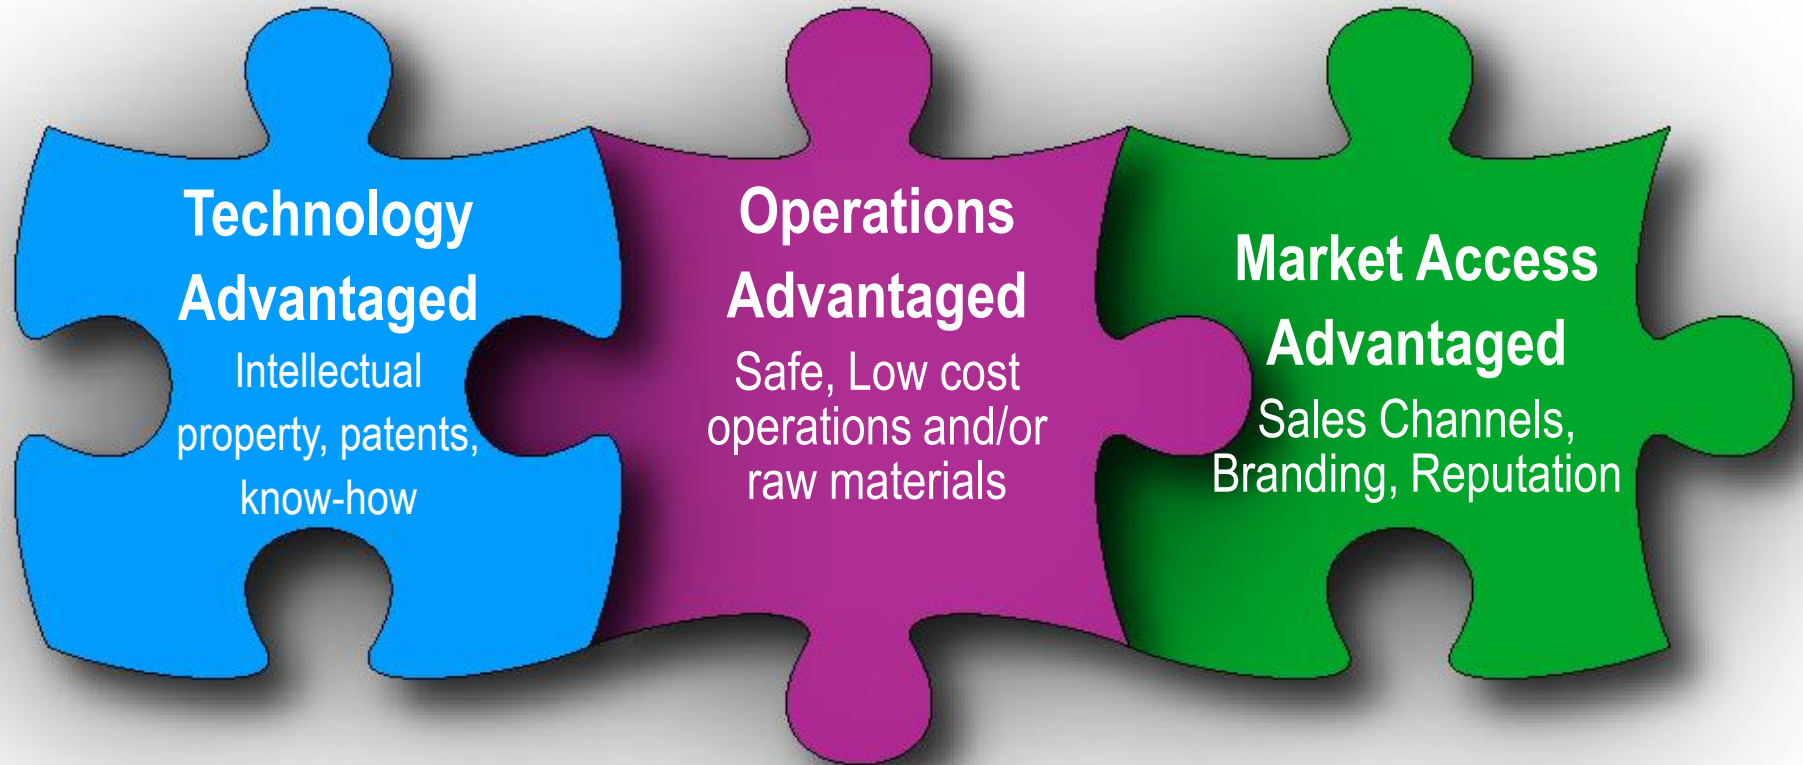 Technology
Advantaged
Intellectual
property, patents,
know-how
Operations
Advantaged
Safe, Low cost
operations and/or
raw materials
Market Access
Advantaged
Sales Channels,
Branding, Reputation